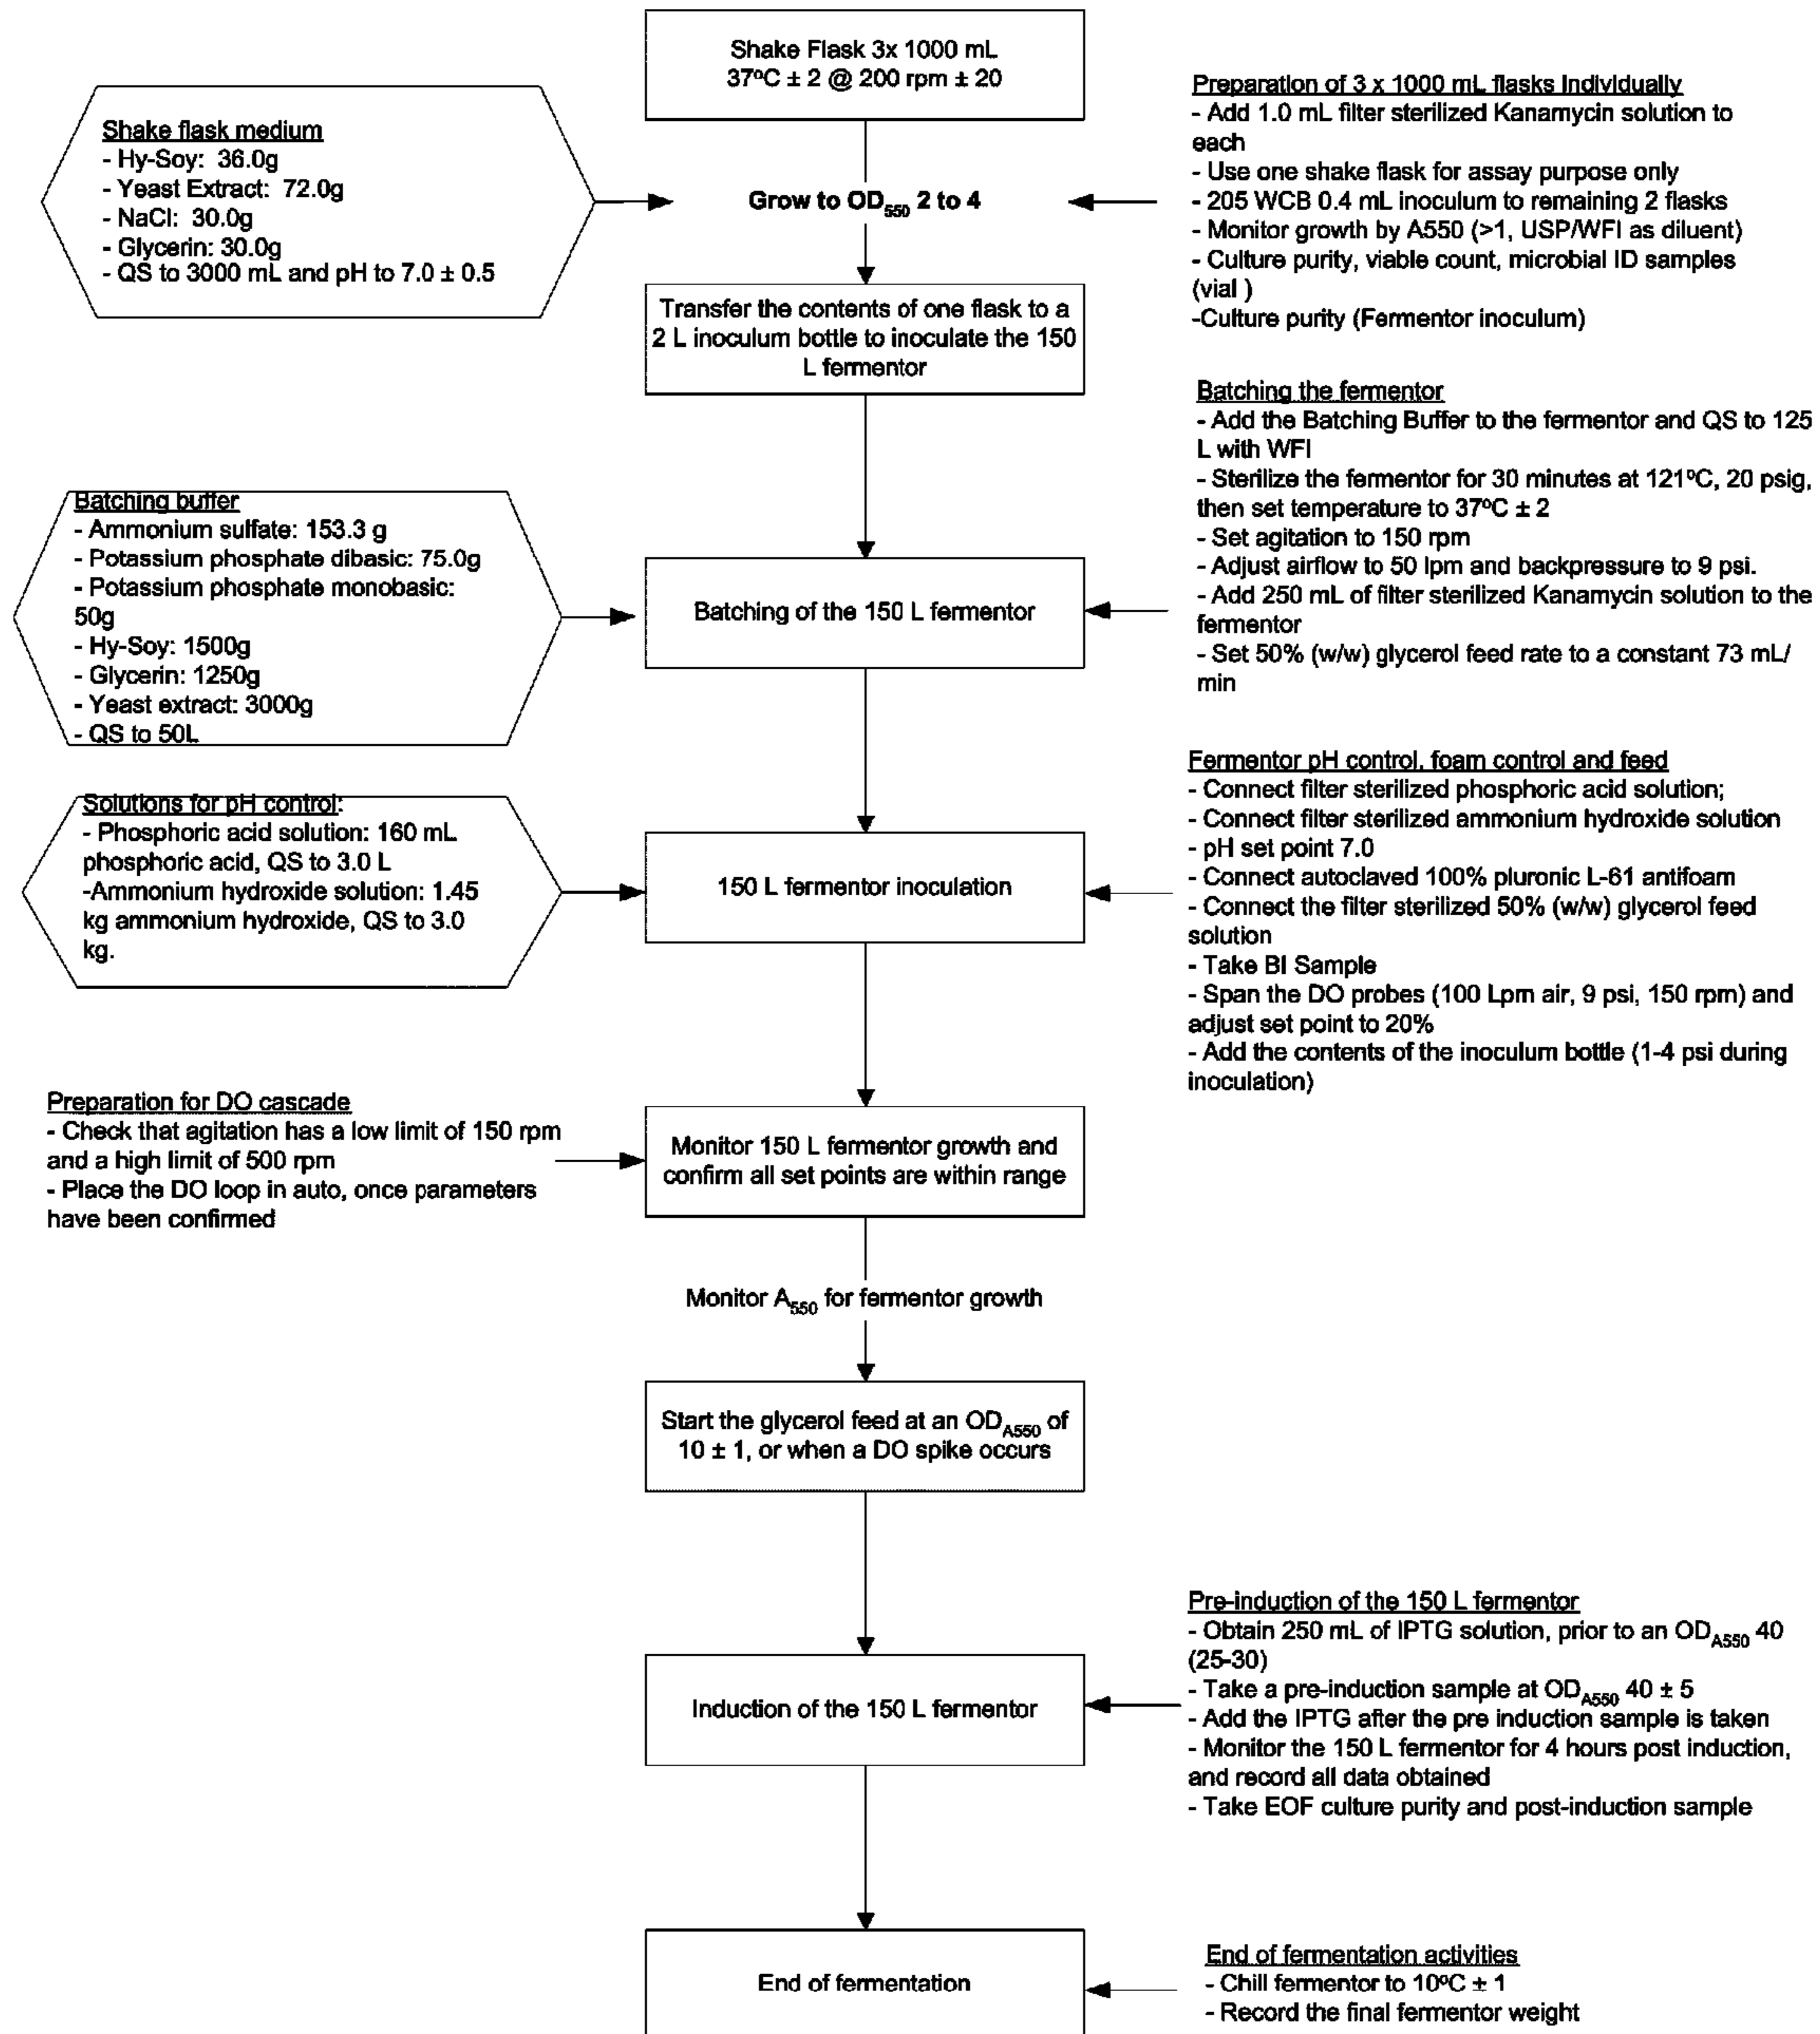 Shake Flask 3x 1000 mL
37ºC ± 2 @ 200 rpm ± 20
Shake flask medium
- Hy-Soy: 36.0g
- Yeast Extract: 72.0g
- NaCl: 30.0g
- Glycerin: 30.0g
- QS to 3000 mL and pH to 7.0 ± 0.5
Grow to OD550 2 to 4
Preparation of 3 x 1000 mL flasks Individually
- Add 1.0 mL filter sterilized Kanamycin solution to
each
- Use one shake flask for assay purpose only
- 205 WCB 0.4 mL inoculum to remaining 2 flasks
- Monitor growth by A550 (>1, USP/WFI as diluent)
- Culture purity, viable count, microbial ID samples
(vial )
-Culture purity (Fermentor inoculum)
Transfer the contents of one flask to a
2 L inoculum bottle to inoculate the 150
L fermentor
Batching buffer
- Ammonium sulfate: 153.3 g
- Potassium phosphate dibasic: 75.0g
- Potassium phosphate monobasic:
50g
- Hy-Soy: 1500g
- Glycerin: 1250g
- Yeast extract: 3000g
- QS to 50L
Batching of the 150 L fermentor
Batching the fermentor
- Add the Batching Buffer to the fermentor and QS to 125
L with WFI
- Sterilize the fermentor for 30 minutes at 121ºC, 20 psig,
then set temperature to 37ºC ± 2
- Set agitation to 150 rpm
- Adjust airflow to 50 lpm and backpressure to 9 psi.
- Add 250 mL of filter sterilized Kanamycin solution to the
fermentor
- Set 50% (w/w) glycerol feed rate to a constant 73 mL/
min
Solutions for pH control:
- Phosphoric acid solution: 160 mL
phosphoric acid, QS to 3.0 L
-Ammonium hydroxide solution: 1.45
kg ammonium hydroxide, QS to 3.0
kg.
150 L fermentor inoculation
Fermentor pH control, foam control and feed
- Connect filter sterilized phosphoric acid solution;
- Connect filter sterilized ammonium hydroxide solution
- pH set point 7.0
- Connect autoclaved 100% pluronic L-61 antifoam
- Connect the filter sterilized 50% (w/w) glycerol feed
solution
- Take BI Sample
- Span the DO probes (100 Lpm air, 9 psi, 150 rpm) and
adjust set point to 20%
- Add the contents of the inoculum bottle (1-4 psi during
inoculation)
Preparation for DO cascade
- Check that agitation has a low limit of 150 rpm
and a high limit of 500 rpm
- Place the DO loop in auto, once parameters
have been confirmed
Monitor 150 L fermentor growth and
confirm all set points are within range
Monitor A550 for fermentor growth
Start the glycerol feed at an ODA550 of
10 ± 1, or when a DO spike occurs
Induction of the 150 L fermentor
Pre-induction of the 150 L fermentor
- Obtain 250 mL of IPTG solution, prior to an ODA550 40
(25-30)
- Take a pre-induction sample at ODA550 40 ± 5
- Add the IPTG after the pre induction sample is taken
- Monitor the 150 L fermentor for 4 hours post induction,
and record all data obtained
- Take EOF culture purity and post-induction sample
End of fermentation
End of fermentation activities
- Chill fermentor to 10ºC ± 1
- Record the final fermentor weight